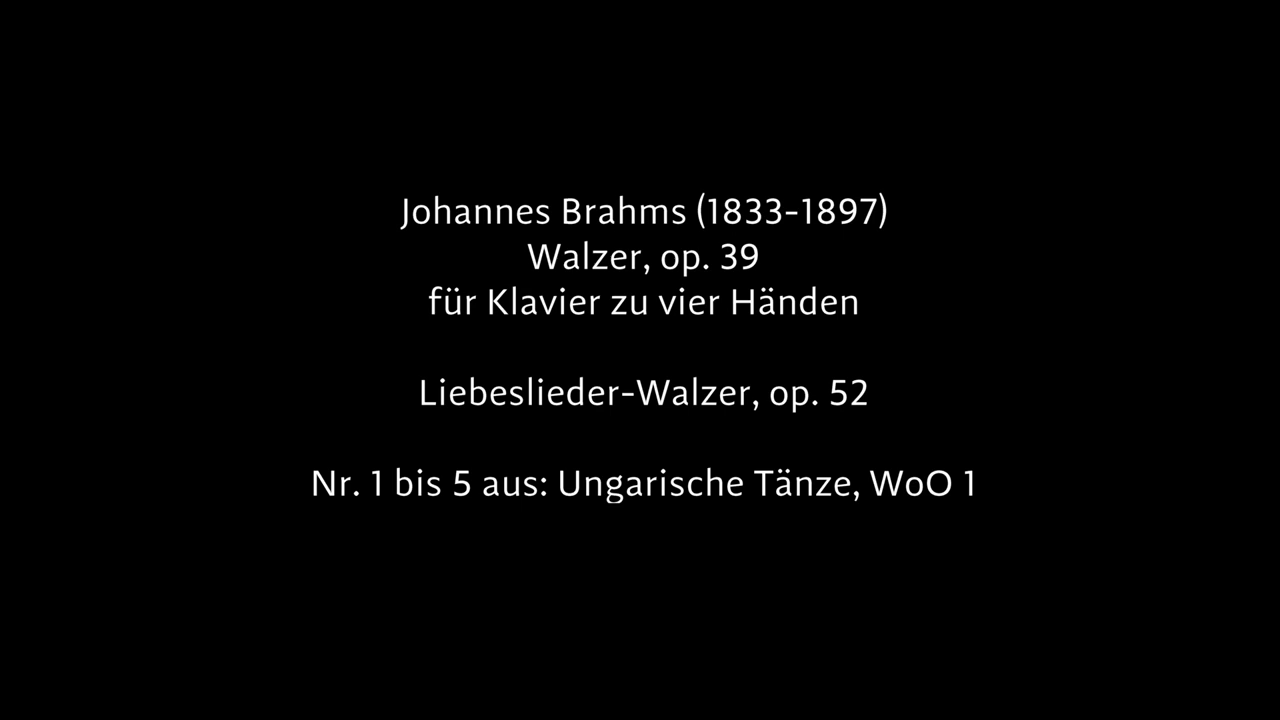 Johannes Brahms (1833-1897)
Walzer, op. 39
für Klavier zu vier Händen
Liebeslieder-Walzer, op. 52
Nr. 1 bis 5 aus: Ungarische Tänze, WoO 1